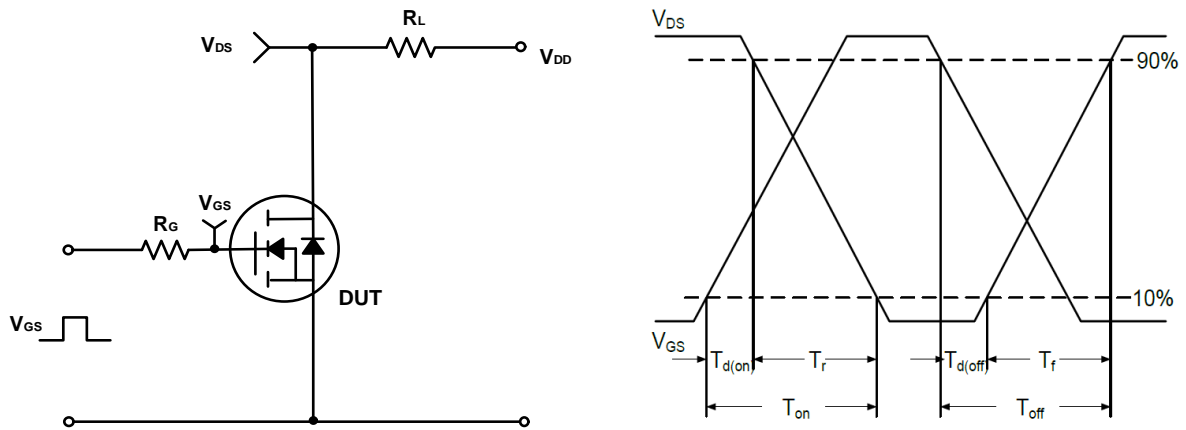 RL
VDS
VDD
VGS
RG
DUT
VGS
VDS
90%
10%
VGS
Td(on) Tr Td(off) Tf
Ton Toff